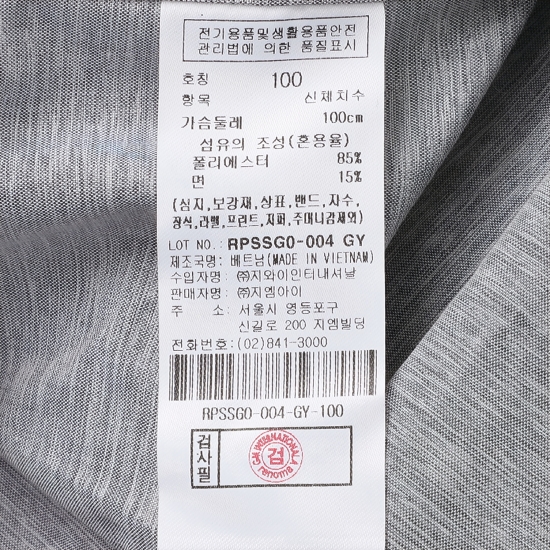 전기용품및생활용품안전
관리법에 의한 품질표시
호칭 100
항목 신체치수
가슴둘레 100cm
섬유의 조성(혼용율)
폴리에스터 85%
면 15%
(심지,보강재,상표,밴드,자수,
장식,라벨,프린트,지퍼,주머니감제외)
LOT NO.: RPSSG0-004 GY
제조국명: 베트남(MADE IN VIETNAM)
수입자명: ㈜지와이인터내셔날
판매자명: ㈜지엠아이
주 소: 서울시 영등포구
신길로 200 지엠빌딩
전화번호:(02)841-3000
RPSSG0-004-GY-100
검사필
GM INTERNATIONAL
검
renoma